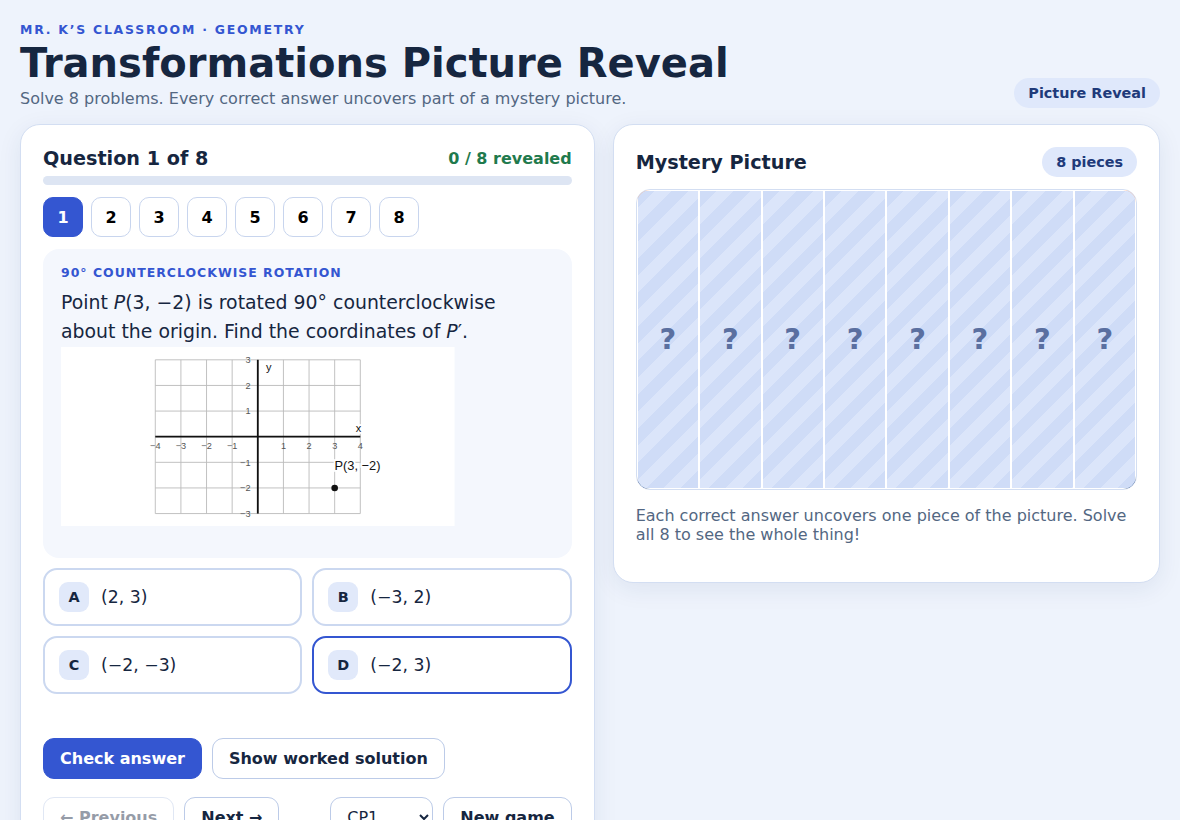 MR. K’S CLASSROOM · GEOMETRY
Transformations Picture Reveal
Solve 8 problems. Every correct answer uncovers part of a mystery picture.
Picture Reveal
Question 1 of 8
0 / 8 revealed
1 2 3 4 5 6 7 8
90° COUNTERCLOCKWISE ROTATION
Point P(3, −2) is rotated 90° counterclockwise
about the origin. Find the coordinates of P′.
3
y
2
1
x
−4 −3 −2 −1 1 2 3 4
−1
P(3, −2)
−2
−3
A (2, 3)
B (−3, 2)
C (−2, −3)
D (−2, 3)
Check answer
Show worked solution
← Previous
Next →
CP1
New game
Mystery Picture
8 pieces
? ? ? ? ? ? ? ?
Each correct answer uncovers one piece of the picture. Solve
all 8 to see the whole thing!